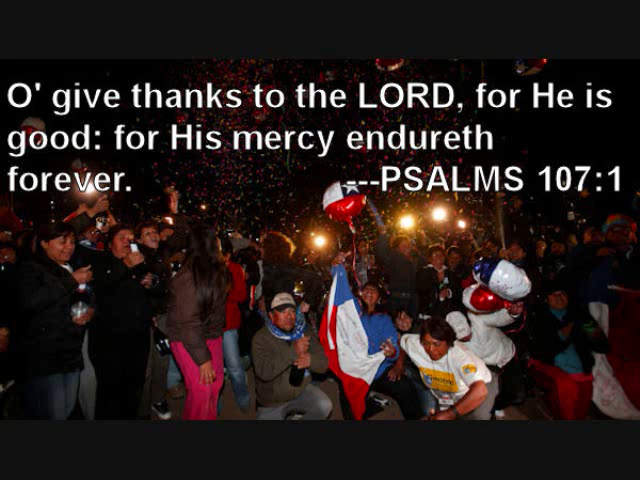 O' give thanks to the LORD, for He is
good: for His mercy endureth
forever. ---PSALMS 107:1